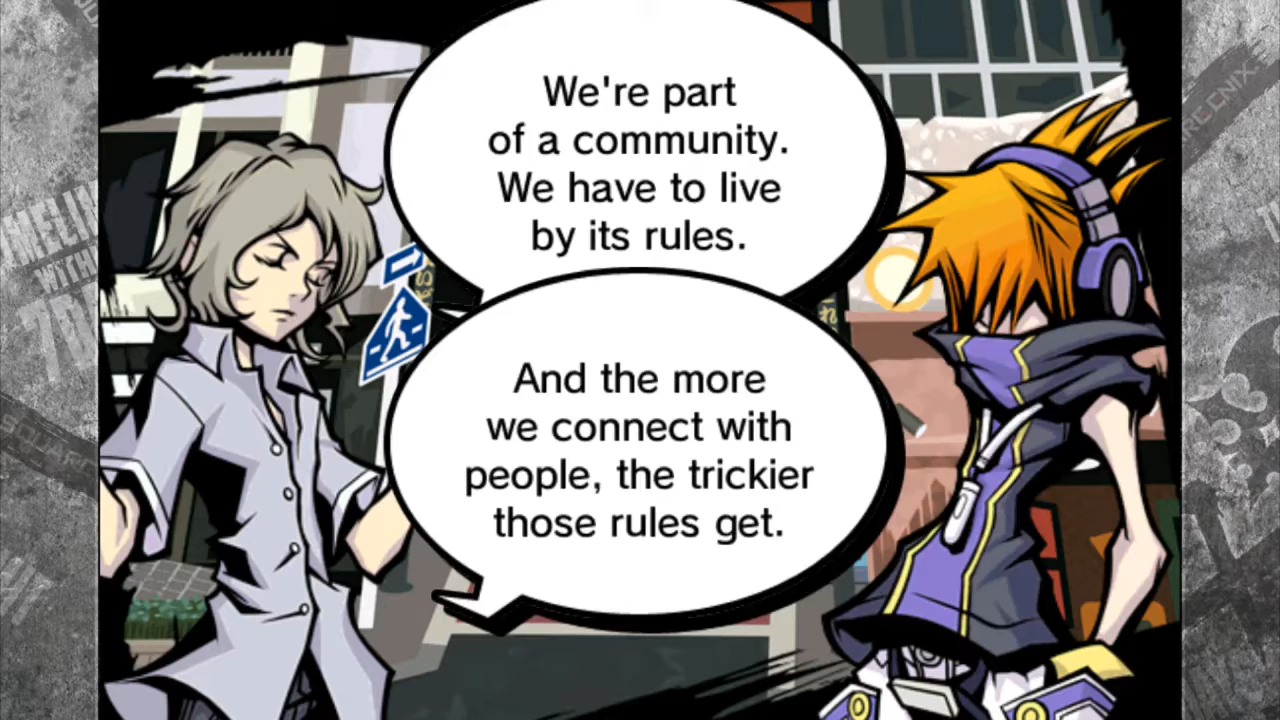 We're part
of a community.
We have to live
by its rules.
And the more
we connect with
people, the trickier
those rules get.